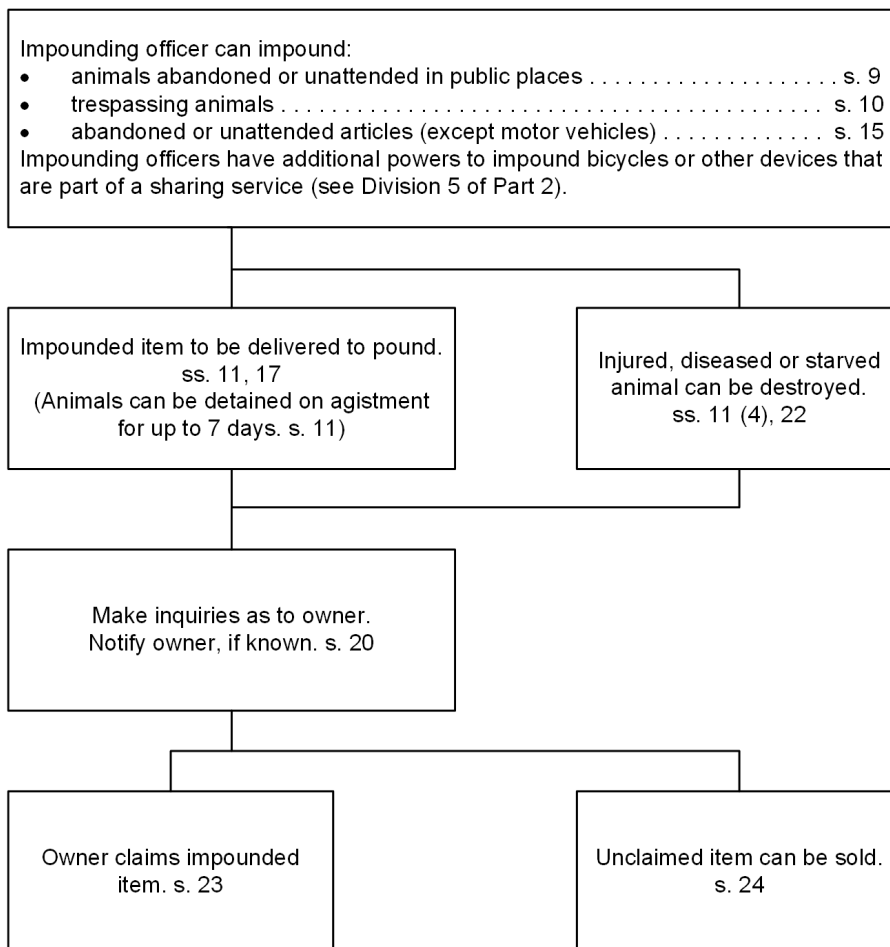 Impounding officer can impound:
• animals abandoned or unattended in public places . . . . . . . . . . . . . . . . . . . . . s. 9
• trespassing animals . . . . . . . . . . . . . . . . . . . . . . . . . . . . . . . . . . . . . . . . s. 10
• abandoned or unattended articles (except motor vehicles) . . . . . . . . . . . . . s. 15
Impounding officers have additional powers to impound bicycles or other devices that
are part of a sharing service (see Division 5 of Part 2).
Impounded item to be delivered to pound.
ss. 11, 17
(Animals can be detained on agistment
for up to 7 days. s. 11)
Injured, diseased or starved
animal can be destroyed.
ss. 11 (4), 22
Make inquiries as to owner.
Notify owner, if known. s. 20
Owner claims impounded
item. s. 23
Unclaimed item can be sold.
s. 24